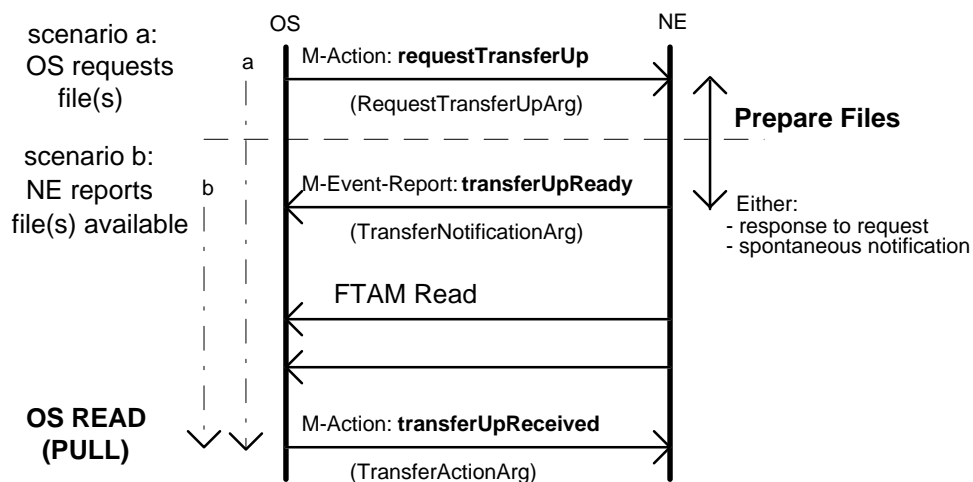 OS
NE
scenario a:
OS requests
file(s)
a
M-Action: requestTransferUp
(RequestTransferUpArg)
Prepare Files
scenario b:
NE reports
file(s) available
b
M-Event-Report: transferUpReady
(TransferNotificationArg)
Either:
- response to request
- spontaneous notification
FTAM Read
OS READ
(PULL)
M-Action: transferUpReceived
(TransferActionArg)